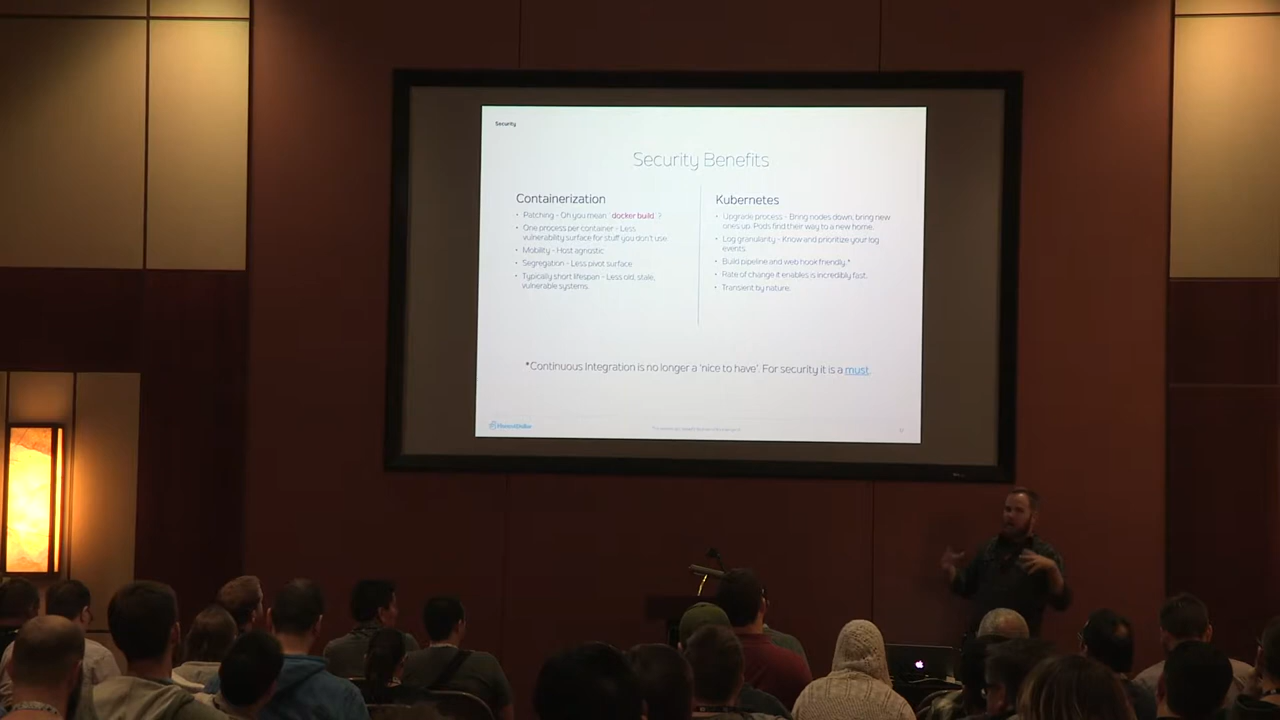 Security
Security Benefits
Containerization
• Patching - Oh you mean ' docker build ' ?
• One process per container - Less
vulnerability surface for stuff you don't use.
• Mobility - Host agnostic
• Segregation - Less pivot surface
• Typically short lifespan - Less old, stale,
vulnerable systems.
Kubernetes
• Upgrade process - Bring nodes down, bring new
ones up. Pods find their way to a new home.
• Log granularity - Know and prioritize your log
events.
• Build pipeline and web hook friendly.*
• Rate of change it enables is incredibly fast.
• Transient by nature.
*Continuous Integration is no longer a 'nice to have'. For security it is a must.